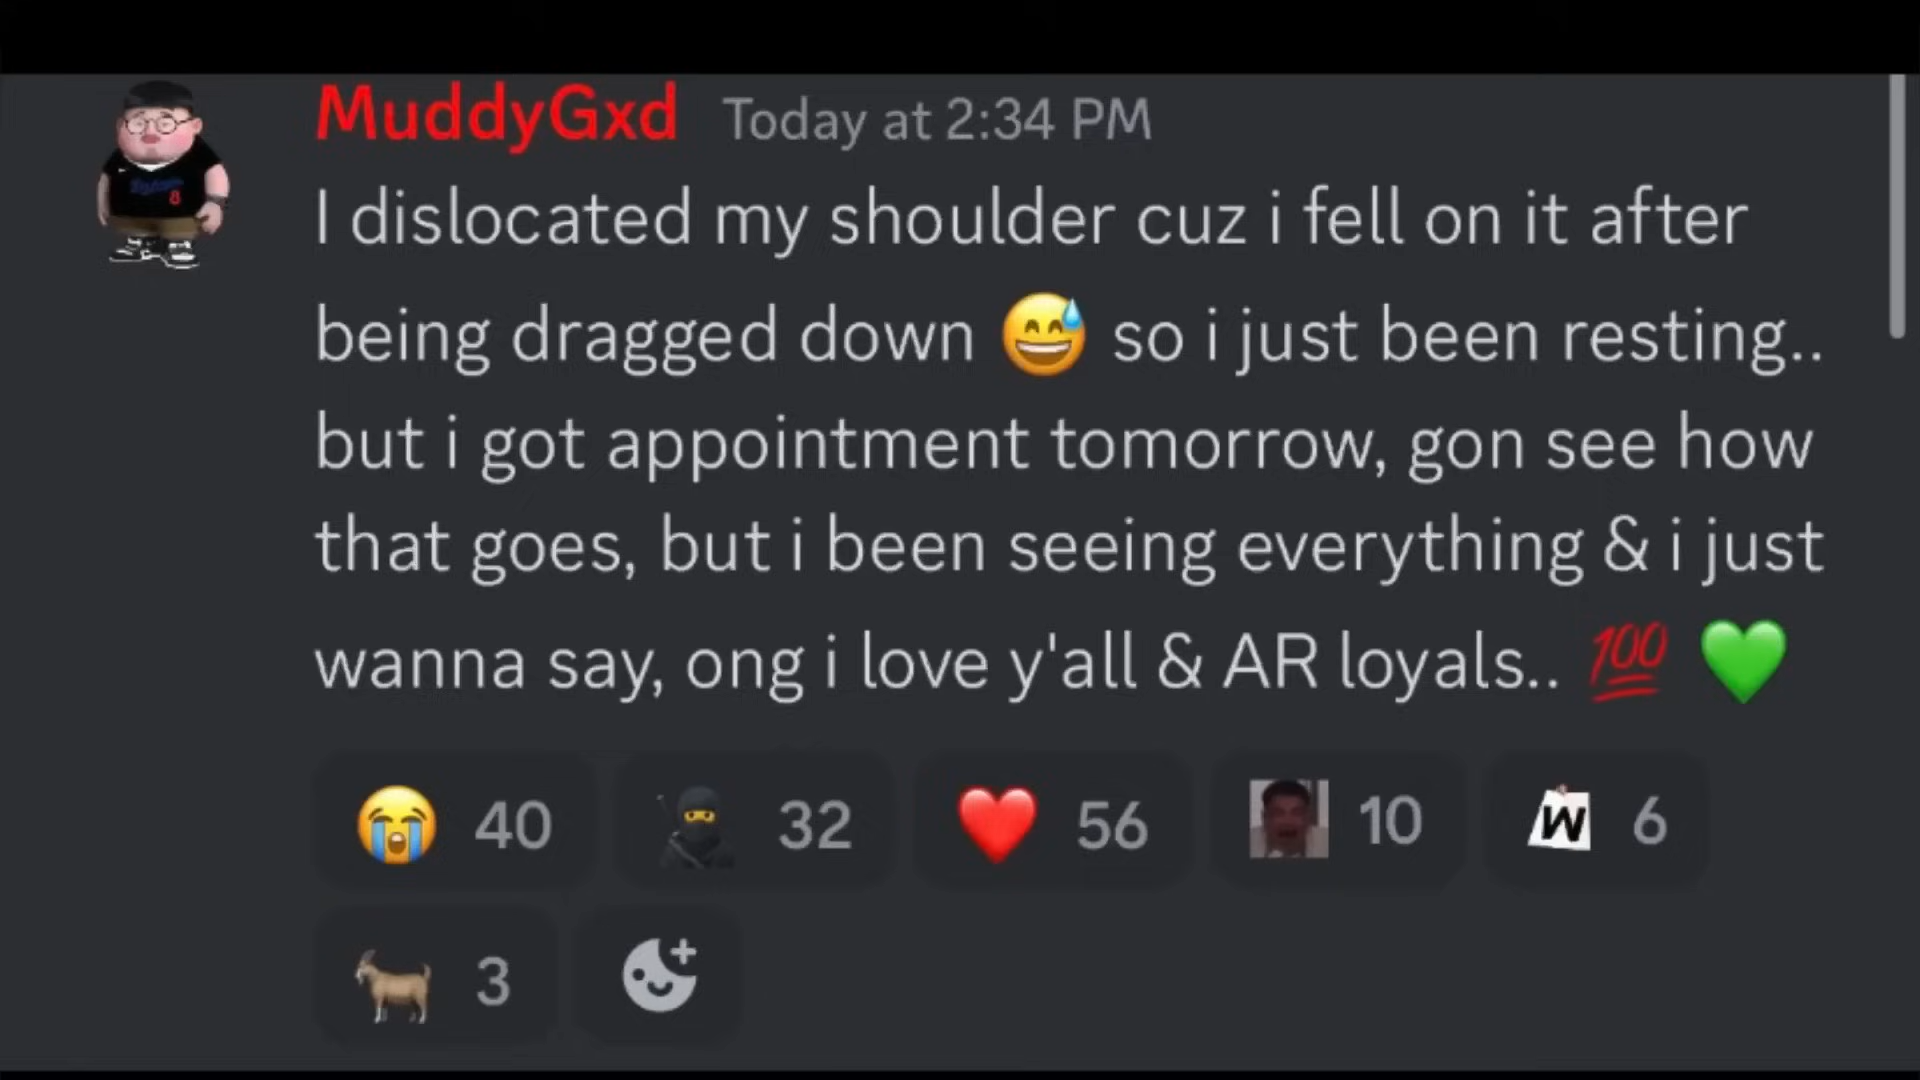 MuddyGxd Today at 2:34 PM
I dislocated my shoulder cuz i fell on it after
being dragged down 😅 so i just been resting..
but i got appointment tomorrow, gon see how
that goes, but i been seeing everything & i just
wanna say, ong i love y'all & AR loyals.. 💯 💚
😭 40 🥷 32 ❤️ 56 10 W 6
🐐 3